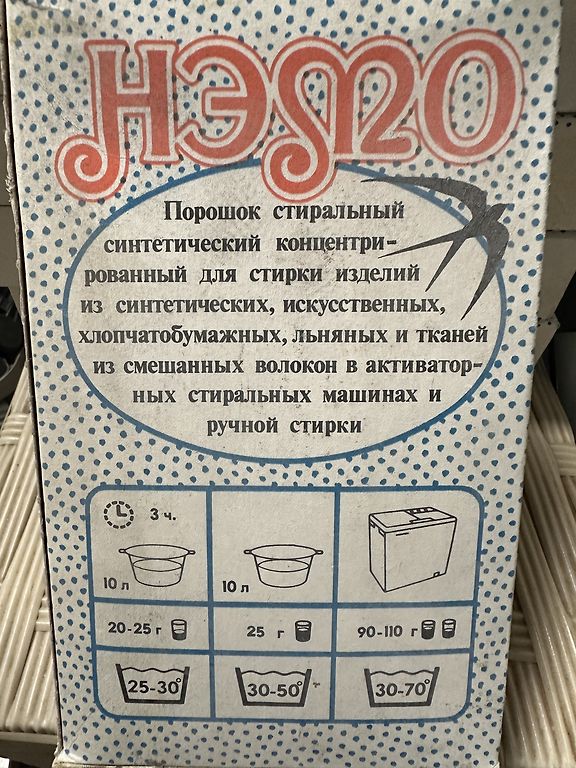 НЭМО
Порошок стиральный
синтетический концентри-
рованный для стирки изделий
из синтетических, искусственных,
хлопчатобумажных, льняных и тканей
из смешанных волокон в активатор-
ных стиральных машинах и
ручной стирки
3 ч.
10 л
10 л
20-25 г
25 г
90-110 г
25-30°
30-50°
30-70°